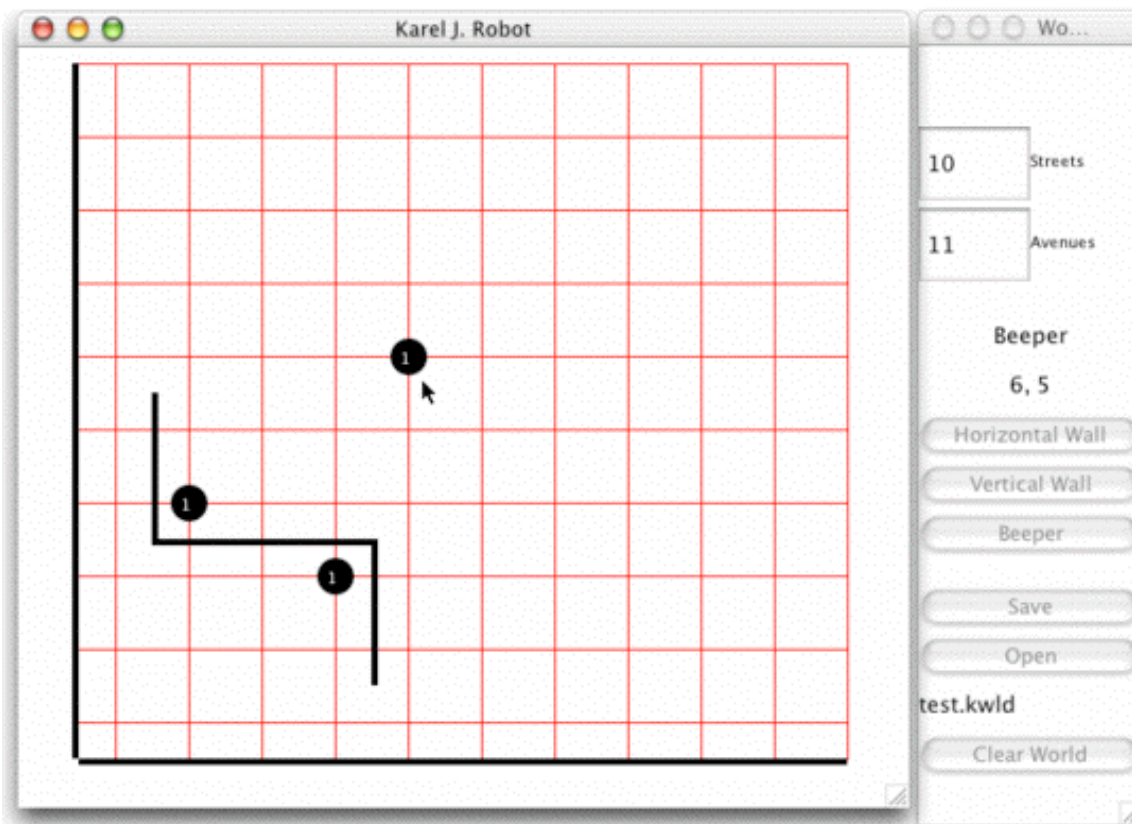 Karel J. Robot
Wo...
10 Streets
11 Avenues
Beeper
6, 5
1
Horizontal Wall
Vertical Wall
1
Beeper
1
Save
Open
test.kwld
Clear World